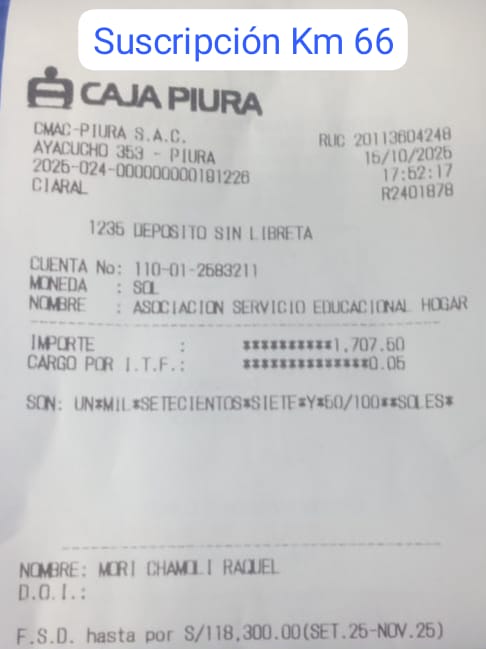 Suscripción Km 66
CAJA PIURA
CMAC-PIURA S.A.C.
AYACUCHO 353 - PIURA
2025-024-000000000191226
CIARAL
RUC 20113604248
15/10/2025
17:52:17
R2401878
1235 DEPOSITO SIN LIBRETA
CUENTA No: 110-01-2583211
MONEDA : SOL
NOMBRE : ASOCIACION SERVICIO EDUCACIONAL HOGAR
IMPORTE : **********1,707.50
CARGO POR I.T.F.: **************0.05
SON: UN*MIL*SETECIENTOS*SIETE*Y*50/100**SOLES*
NOMBRE: MORI CHAMOLI RAQUEL
D.O.I.:
F.S.D. hasta por S/118,300.00(SET.25-NOV.25)